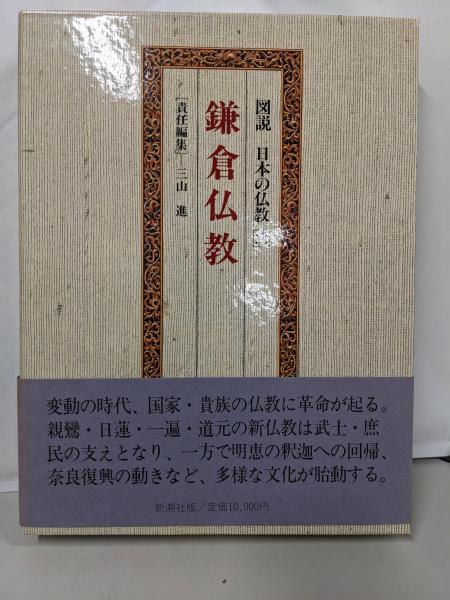 図説 日本の仏教
鎌倉仏教
［責任編集］三山 進
変動の時代、国家・貴族の仏教に革命が起る。
親鸞・日蓮・一遍・道元の新仏教は武士・庶
民の支えとなり、一方で明恵の釈迦への回帰、
奈良復興の動きなど、多様な文化が胎動する。
新潮社版／定価10,000円